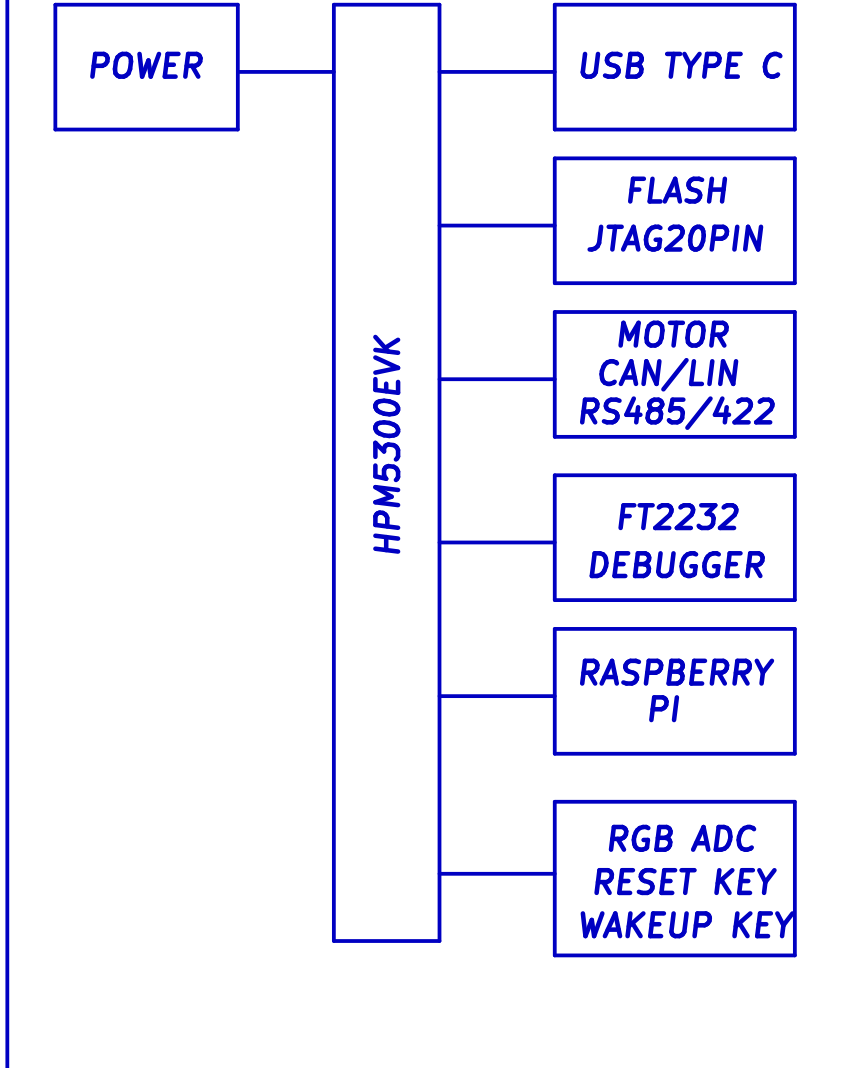 POWER
HPM5300EVK
USB TYPE C
FLASH
JTAG20PIN
MOTOR
CAN/LIN
RS485/422
FT2232
DEBUGGER
RASPBERRY
PI
RGB ADC
RESET KEY
WAKEUP KEY